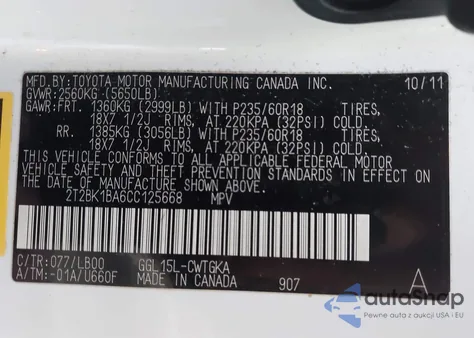 MFD.BY:TOYOTA MOTOR MANUFACTURING CANADA INC. 10/11
GVWR:2560KG (5650LB)
GAWR:FRT. 1360KG (2999LB) WITH P235/60R18 TIRES,
18X7 1/2J RIMS, AT 220KPA (32PSI) COLD.
RR. 1385KG (3056LB) WITH P235/60R18 TIRES,
18X7 1/2J RIMS, AT 220KPA (32PSI) COLD.
THIS VEHICLE CONFORMS TO ALL APPLICABLE FEDERAL MOTOR
VEHICLE SAFETY AND THEFT PREVENTION STANDARDS IN EFFECT
ON THE DATE OF MANUFACTURE SHOWN ABOVE.
2T2BK1BA6CC125668 MPV
C/TR:077/LB00 GGL15L-CWTGKA
A/TM:-01A/U660F MADE IN CANADA 907 A
autaSnap
Pewne auta z dostawą z USA i EU